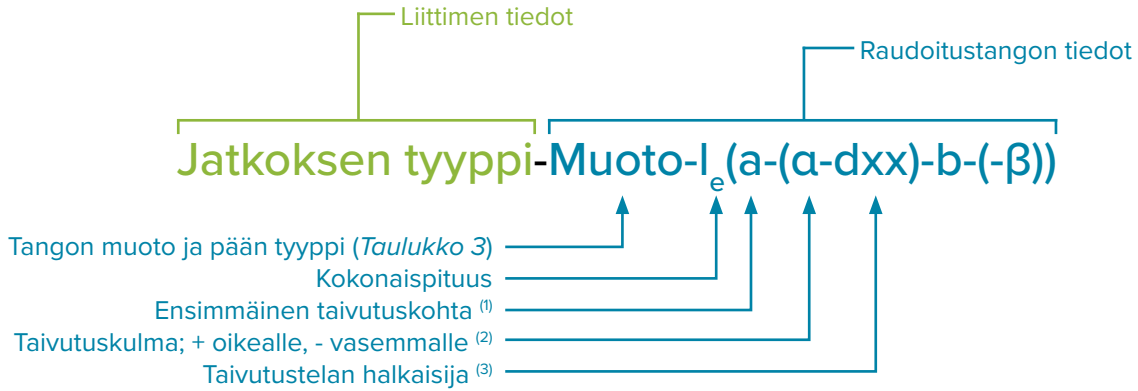 Liittimen tiedot
Raudoitustangon tiedot
Jatkoksen tyyppi-Muoto-lₑ(a-(α-dxx)-b-(-β))
Tangon muoto ja pään tyyppi (Taulukko 3)
Kokonaispituus
Ensimmäinen taivutuskohta (1)
Taivutuskulma; + oikealle, - vasemmalle (2)
Taivutustelan halkaisija (3)